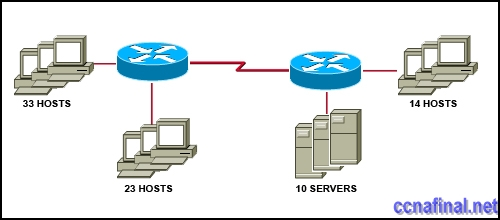 33 HOSTS
14 HOSTS
23 HOSTS
10 SERVERS
ccnafinal.net